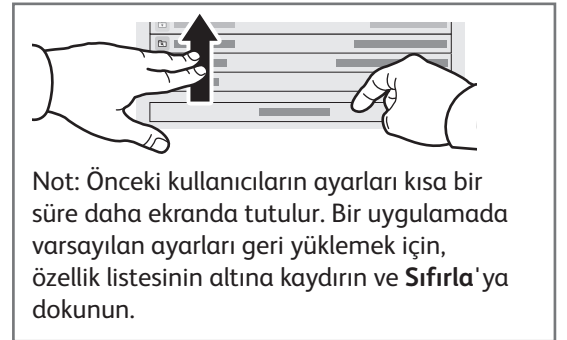 Not: Önceki kullanıcıların ayarları kısa bir
süre daha ekranda tutulur. Bir uygulamada
varsayılan ayarları geri yüklemek için,
özellik listesinin altına kaydırın ve Sıfırla'ya
dokunun.